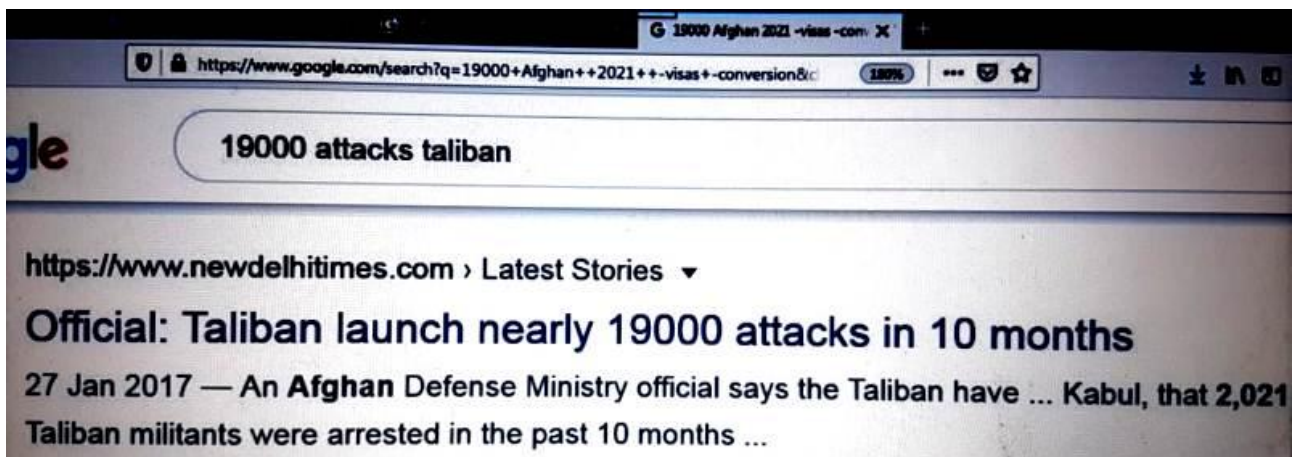 G 19000 Afghan 2021 -visas -con
https://www.google.com/search?q=19000+Afghan++2021++-visas+-conversion&c 180%
gle 19000 attacks taliban
https://www.newdelhitimes.com › Latest Stories
Official: Taliban launch nearly 19000 attacks in 10 months
27 Jan 2017 — An Afghan Defense Ministry official says the Taliban have ... Kabul, that 2,021
Taliban militants were arrested in the past 10 months ...